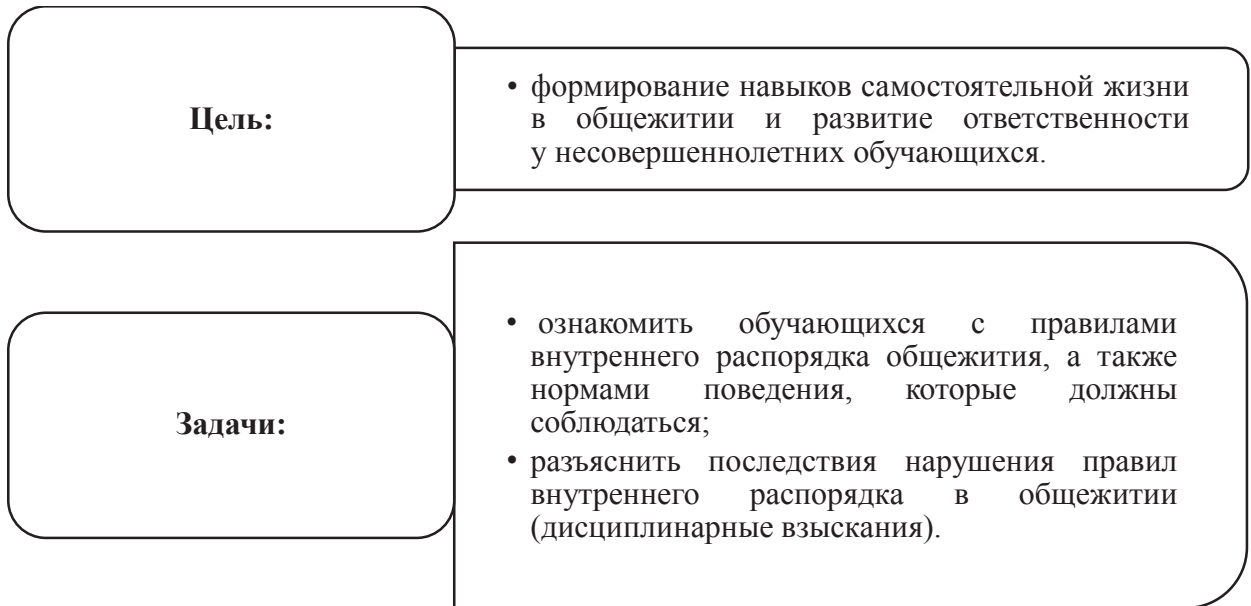 Цель:
• формирование навыков самостоятельной жизни
в общежитии и развитие ответственности
у несовершеннолетних обучающихся.
Задачи:
• ознакомить обучающихся с правилами
внутреннего распорядка общежития, а также
нормами поведения, которые должны
соблюдаться;
• разъяснить последствия нарушения правил
внутреннего распорядка в общежитии
(дисциплинарные взыскания).